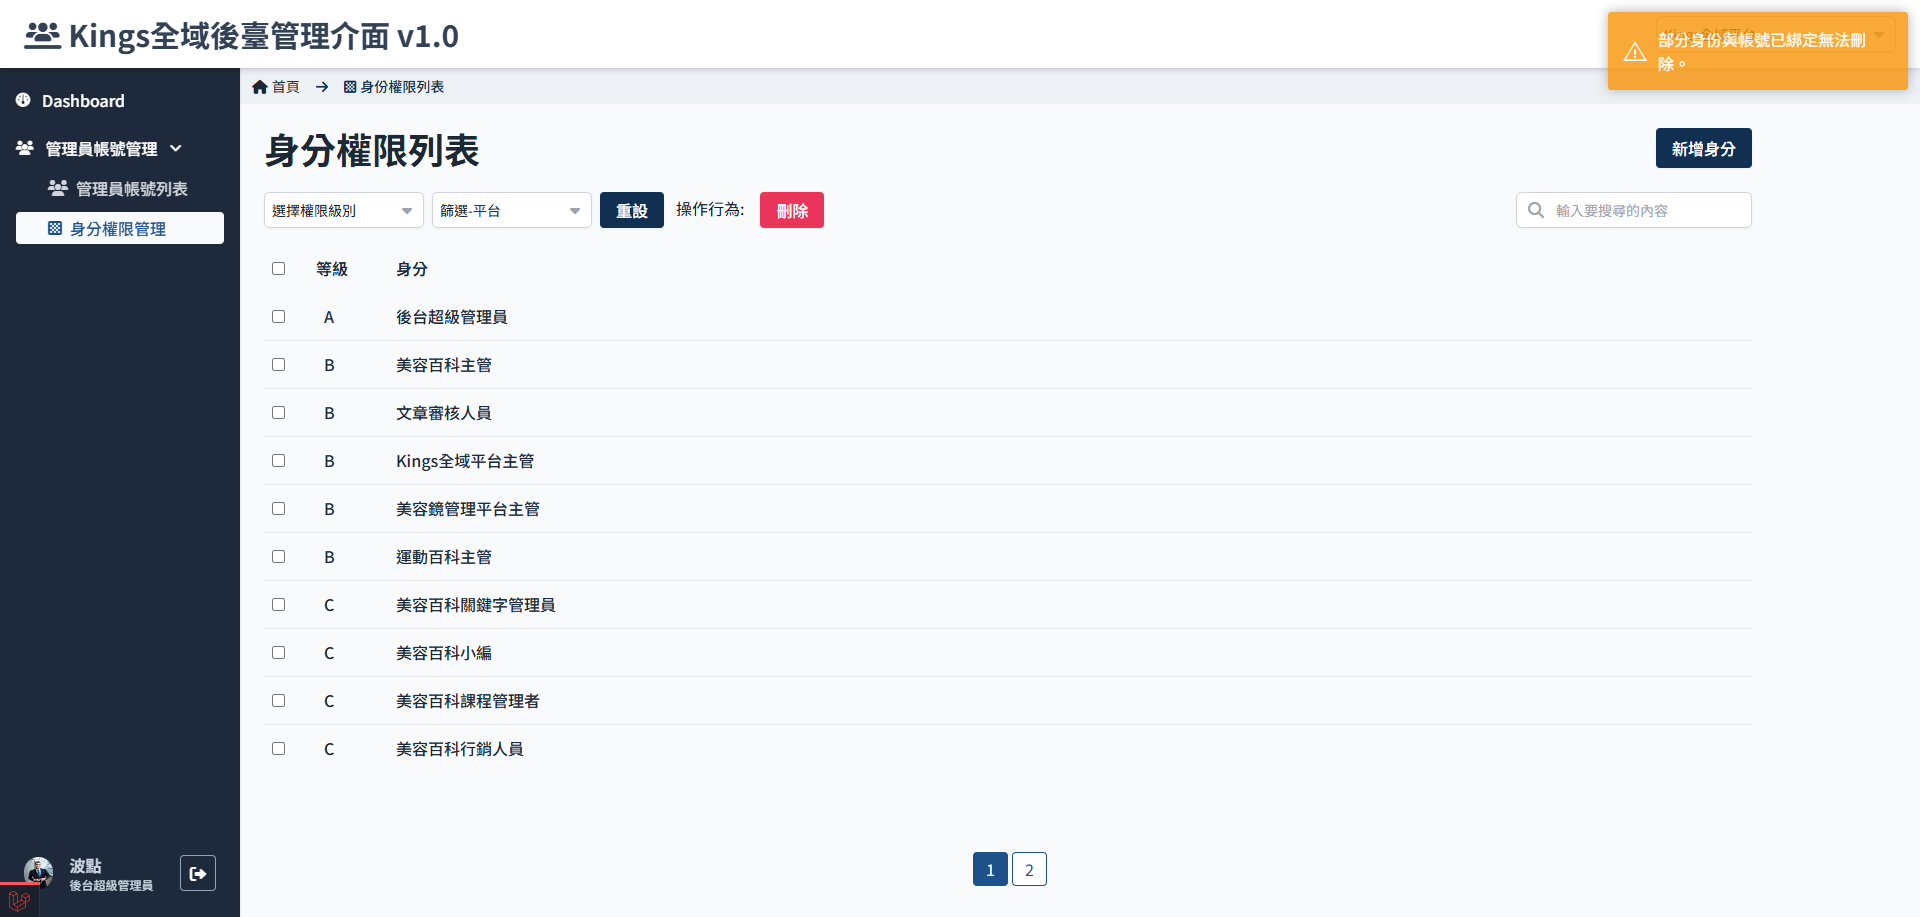 Kings全域後臺管理介面 v1.0
部分身份與帳號已綁定無法刪
除。
Dashboard
管理員帳號管理
管理員帳號列表
身分權限管理
首頁
身份權限列表
身分權限列表
新增身分
選擇權限級別
篩選-平台
重設
操作行為:
刪除
輸入要搜尋的內容
等級 身分
A 後台超級管理員
B 美容百科主管
B 文章審核人員
B Kings全域平台主管
B 美容鏡管理平台主管
B 運動百科主管
C 美容百科關鍵字管理員
C 美容百科小編
C 美容百科課程管理者
C 美容百科行銷人員
1 2
波點
後台超級管理員